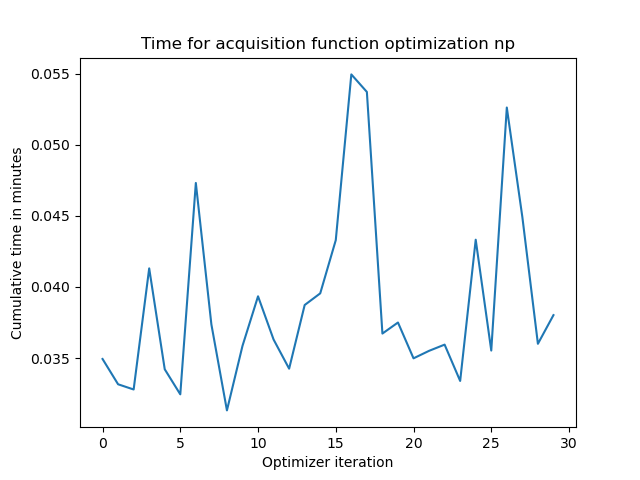 Time for acquisition function optimization np
0.055
0.050
0.045
0.040
0.035
Cumulative time in minutes
0 5 10 15 20 25 30
Optimizer iteration